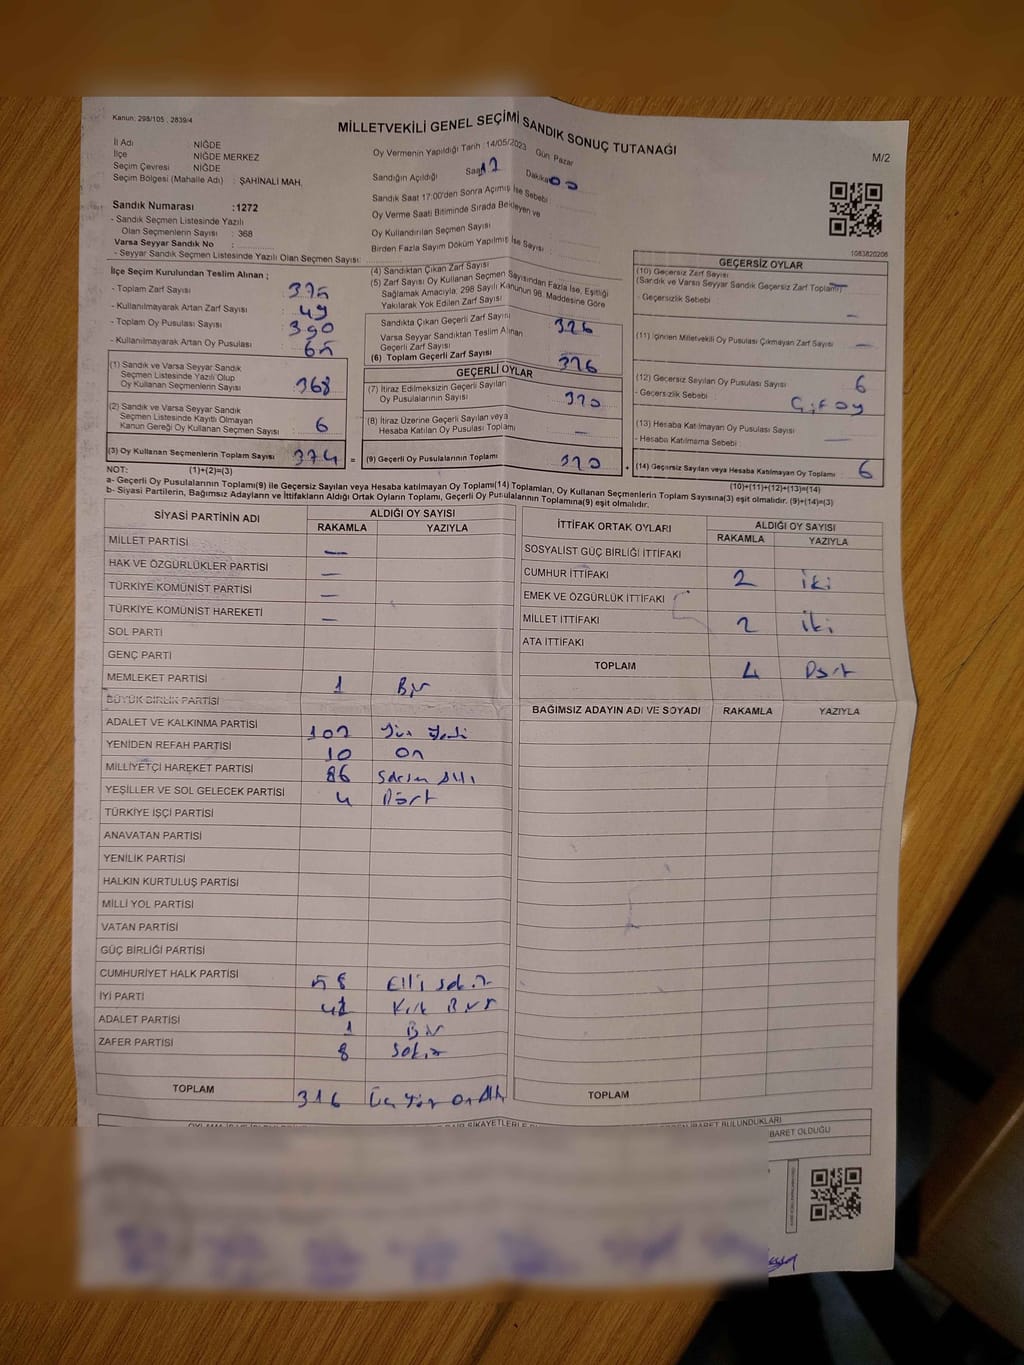 Kanun: 298/105 ; 2839/4
MİLLETVEKİLİ GENEL SEÇİMİ SANDIK SONUÇ TUTANAĞI
M/2
İl Adı NİĞDE
İlçe NİĞDE MERKEZ
Seçim Çevresi NİĞDE
Seçim Bölgesi (Mahalle Adı) : ŞAHİNALİ MAH.
Oy Vermenin Yapıldığı Tarih : 14/05/2023 Gün Pazar
Sandığın Açıldığı Saat 17 Dakika 00
Sandık Saat 17:00'den Sonra Açımış İse Sebebi
Oy Verme Saati Bitiminde Sırada Bekleyen ve
Oy Kullandırılan Seçmen Sayısı
Birden Fazla Sayım Döküm Yapılmış İse Sayısı
1083820206
Sandık Numarası :1272
- Sandık Seçmen Listesinde Yazılı
Olan Seçmenlerin Sayısı : 368
Varsa Seyyar Sandık No :
- Seyyar Sandık Seçmen Listesinde Yazılı Olan Seçmen Sayısı:
İlçe Seçim Kurulundan Teslim Alınan ;
- Toplam Zarf Sayısı 375
- Kullanılmayarak Artan Zarf Sayısı 49
- Toplam Oy Pusulası Sayısı 390
- Kullanılmayarak Artan Oy Pusulası 65
(1) Sandık ve Varsa Seyyar Sandık
Seçmen Listesinde Yazılı Olup
Oy Kullanan Seçmenlerin Sayısı 368
(2) Sandık ve Varsa Seyyar Sandık
Seçmen Listesinde Kayıtlı Olmayan
Kanun Gereği Oy Kullanan Seçmen Sayısı 6
(3) Oy Kullanan Seçmenlerin Toplam Sayısı 374 =
(4) Sandıktan Çıkan Zarf Sayısı
(5) Zarf Sayısı Oy Kullanan Seçmen Sayısından Fazla İse, Eşitliği
Sağlamak Amacıyla, 298 Sayılı Kanunun 98. Maddesine Göre
Yakılarak Yok Edilen Zarf Sayısı
Sandıkta Çıkan Geçerli Zarf Sayısı 326
Varsa Seyyar Sandıktan Teslim Alınan
Geçerli Zarf Sayısı
(6) Toplam Geçerli Zarf Sayısı 326
GEÇERLİ OYLAR
(7) İtiraz Edilmeksizin Geçerli Sayılan
Oy Pusulasının Sayısı 320
(8) İtiraz Üzerine Geçerli Sayılan veya
Hesaba Katılan Oy Pusulası Toplamı —
(9) Geçerli Oy Pusulalarının Toplamı 320
GEÇERSİZ OYLAR
(10) Geçersiz Zarf Sayısı
(Sandık ve Varsa Seyyar Sandık Geçersiz Zarf Toplamı) —
- Geçersizlik Sebebi —
(11) İçinden Milletvekili Oy Pusulası Çıkmayan Zarf Sayısı —
(12) Geçersiz Sayılan Oy Pusulası Sayısı 6
- Geçersizlik Sebebi : Çift oy
(13) Hesaba Katılmayan Oy Pusulası Sayısı
- Hesaba Katılmama Sebebi —
(14) Geçersiz Sayılan veya Hesaba Katılmayan Oy Toplamı 6
NOT: (1)+(2)=(3) (10)+(11)+(12)+(13)=(14)
a- Geçerli Oy Pusulalarının Toplamı(9) ile Geçersiz Sayılan veya Hesaba Katılmayan Oy Toplamı(14) Toplamları, Oy Kullanan Seçmenlerin Toplam Sayısına(3) eşit olmalıdır. (9)+(14)=(3)
b- Siyasi Partilerin, Bağımsız Adayların ve İttifakların Aldığı Ortak Oyların Toplamı, Geçerli Oy Pusulalarının Toplamına(9) eşit olmalıdır.
SİYASİ PARTİNİN ADI ALDIĞI OY SAYISI
RAKAMLA YAZIYLA
MİLLET PARTİSİ —
HAK VE ÖZGÜRLÜKLER PARTİSİ —
TÜRKİYE KOMÜNİST PARTİSİ —
TÜRKİYE KOMÜNİST HAREKETİ —
SOL PARTİ
GENÇ PARTİ
MEMLEKET PARTİSİ 1 Bir
BÜYÜK BİRLİK PARTİSİ
ADALET VE KALKINMA PARTİSİ 107 Yüz Yedi
YENİDEN REFAH PARTİSİ 10 On
MİLLİYETÇİ HAREKET PARTİSİ 86 Seksen Altı
YEŞİLLER VE SOL GELECEK PARTİSİ 4 Dört
TÜRKİYE İŞÇİ PARTİSİ
ANAVATAN PARTİSİ
YENİLİK PARTİSİ
HALKIN KURTULUŞ PARTİSİ
MİLLİ YOL PARTİSİ
VATAN PARTİSİ
GÜÇ BİRLİĞİ PARTİSİ
CUMHURİYET HALK PARTİSİ 58 Elli sekiz
İYİ PARTİ 41 Kırk Bir
ADALET PARTİSİ 1 Bir
ZAFER PARTİSİ 8 Sekiz
TOPLAM 316 Üç Yüz On Altı
İTTİFAK ORTAK OYLARI ALDIĞI OY SAYISI
RAKAMLA YAZIYLA
SOSYALİST GÜÇ BİRLİĞİ İTTİFAKI
CUMHUR İTTİFAKI 2 iki
EMEK VE ÖZGÜRLÜK İTTİFAKI
MİLLET İTTİFAKI 2 iki
ATA İTTİFAKI
TOPLAM 4 Dört
BAĞIMSIZ ADAYIN ADI VE SOYADI RAKAMLA YAZIYLA
TOPLAM
BARET BULUNDUKLARI
BARET OLDUĞU